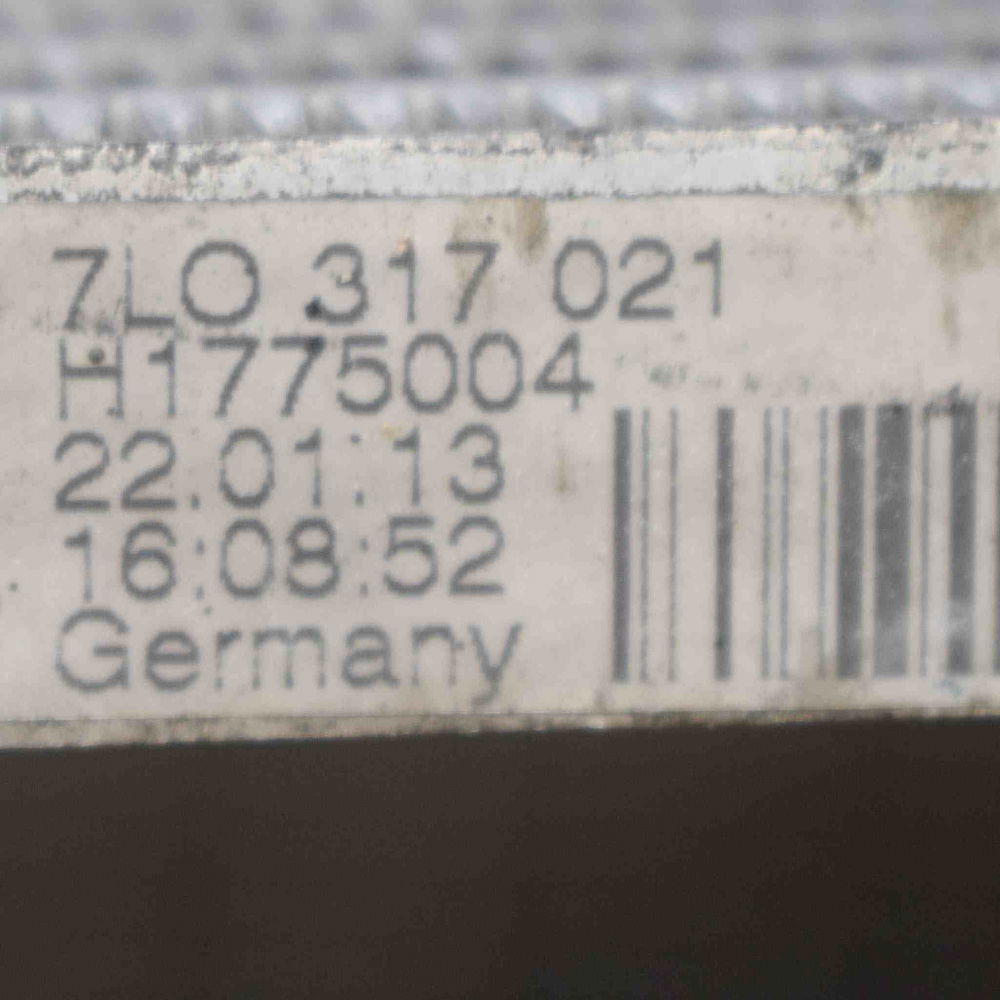 7LO 317 021
H1775004
22.01.13
16:08:52
Germany